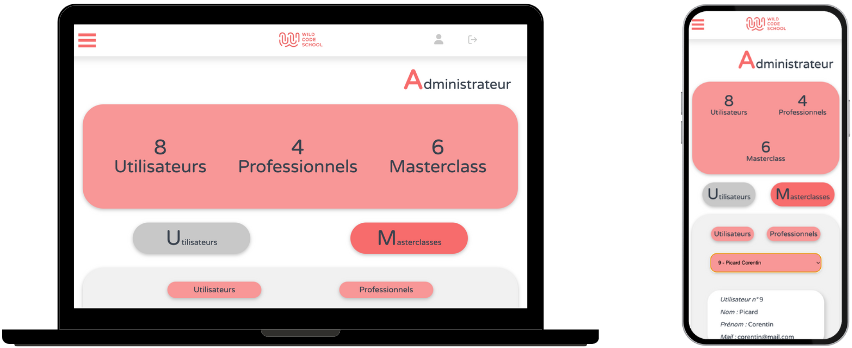 WILD
CODE
SCHOOL
Administrateur
8
Utilisateurs
4
Professionnels
6
Masterclass
Utilisateurs
Masterclasses
Utilisateurs
Professionnels
WILD
CODE
SCHOOL
Administrateur
8
Utilisateurs
4
Professionnels
6
Masterclass
Utilisateurs
Masterclasses
Utilisateurs
Professionnels
9 - Picard Corentin
Utilisateur n° 9
Nom : Picard
Prénom : Corentin
Mail : corentin@mail.com